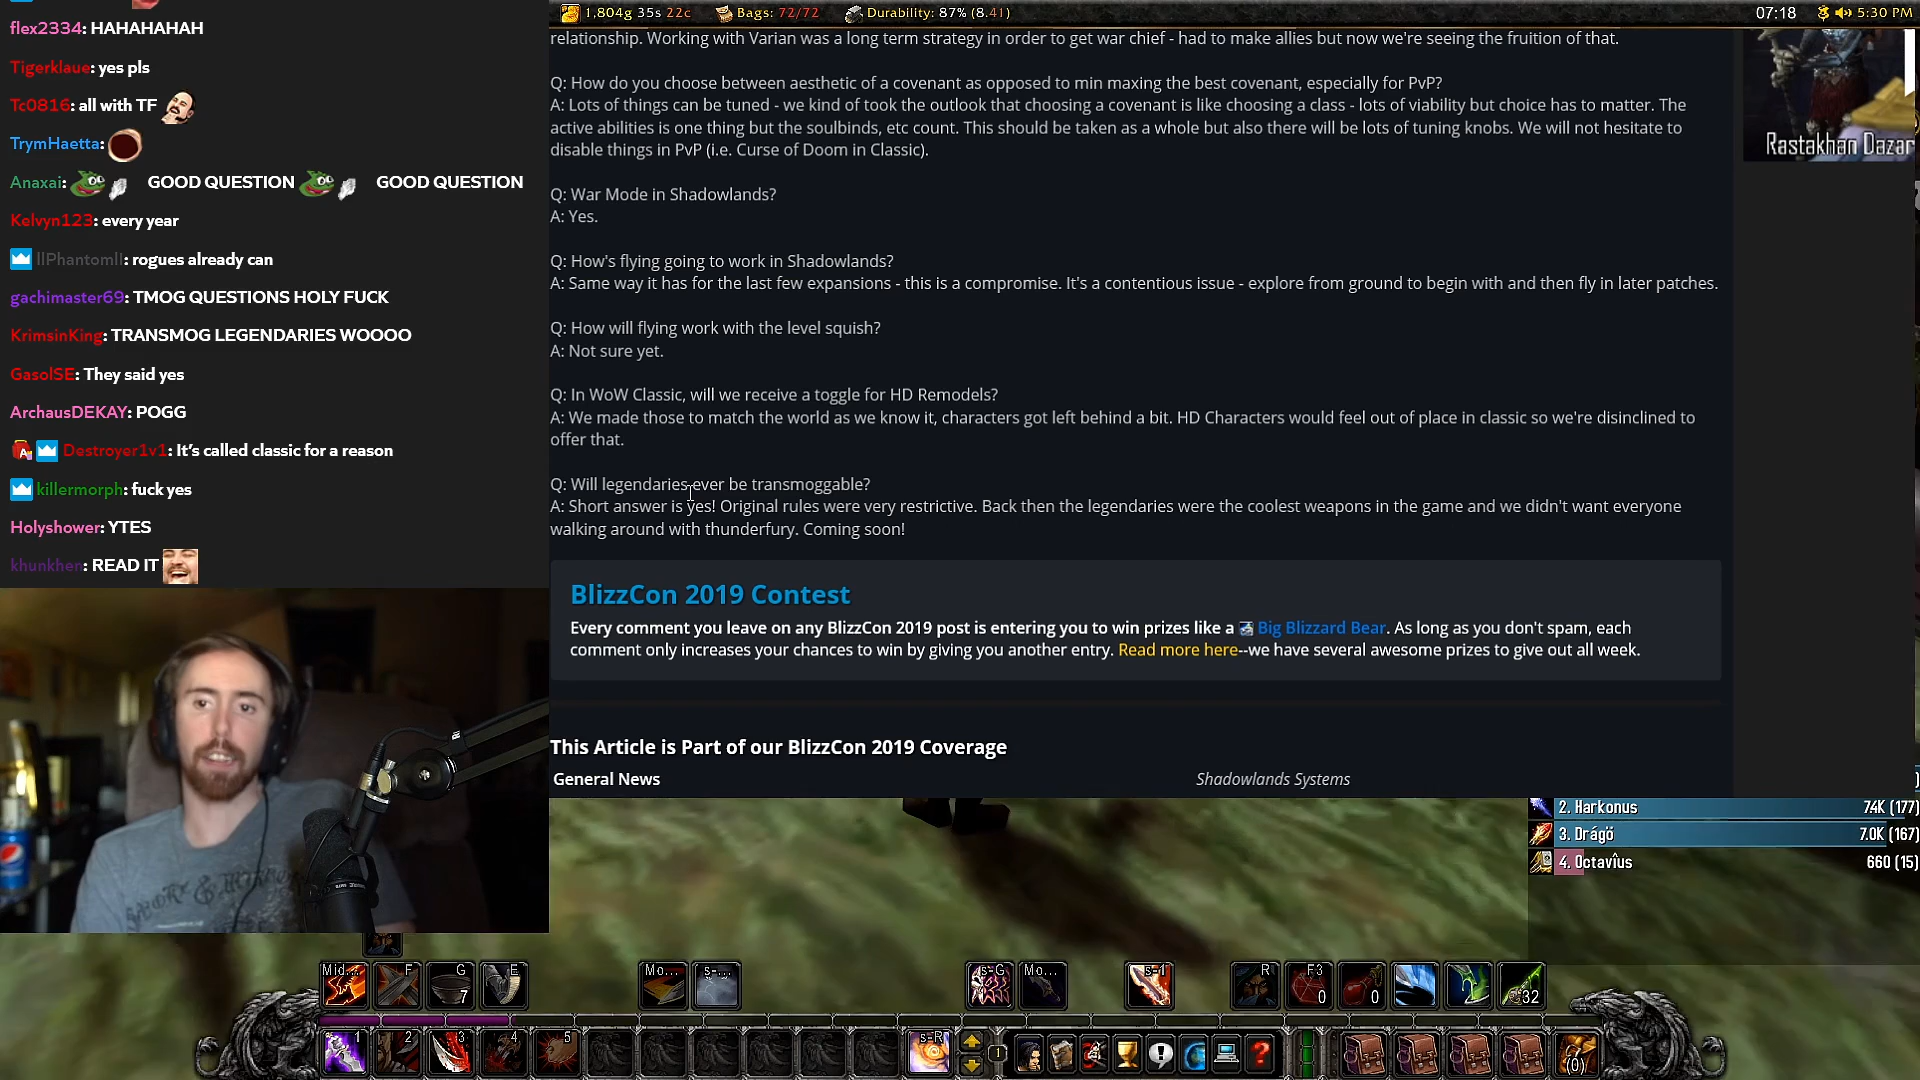 flex2334: HAHAHAHAH
Tigerklaue: yes pls
Tc0816: all with TF
TrymHaetta:
Anaxai: GOOD QUESTION GOOD QUESTION
Kelvyn123: every year
llPhantomll: rogues already can
gachimaster69: TMOG QUESTIONS HOLY FUCK
KrimsinKing: TRANSMOG LEGENDARIES WOOOO
GasolSE: They said yes
ArchausDEKAY: POGG
Destroyer1v1: It's called classic for a reason
killermorph: fuck yes
Holyshower: YTES
khunkhen: READ IT
1,804g 35s 22c Bags: 72/72 Durability: 87% (8.41) 07:18 5:30 PM
relationship. Working with Varian was a long term strategy in order to get war chief - had to make allies but now we're seeing the fruition of that.
Q: How do you choose between aesthetic of a covenant as opposed to min maxing the best covenant, especially for PvP?
A: Lots of things can be tuned - we kind of took the outlook that choosing a covenant is like choosing a class - lots of viability but choice has to matter. The
active abilities is one thing but the soulbinds, etc count. This should be taken as a whole but also there will be lots of tuning knobs. We will not hesitate to
disable things in PvP (i.e. Curse of Doom in Classic).
Q: War Mode in Shadowlands?
A: Yes.
Q: How's flying going to work in Shadowlands?
A: Same way it has for the last few expansions - this is a compromise. It's a contentious issue - explore from ground to begin with and then fly in later patches.
Q: How will flying work with the level squish?
A: Not sure yet.
Q: In WoW Classic, will we receive a toggle for HD Remodels?
A: We made those to match the world as we know it, characters got left behind a bit. HD Characters would feel out of place in classic so we're disinclined to
offer that.
Q: Will legendaries ever be transmoggable?
A: Short answer is yes! Original rules were very restrictive. Back then the legendaries were the coolest weapons in the game and we didn't want everyone
walking around with thunderfury. Coming soon!
BlizzCon 2019 Contest
Every comment you leave on any BlizzCon 2019 post is entering you to win prizes like a Big Blizzard Bear. As long as you don't spam, each
comment only increases your chances to win by giving you another entry. Read more here--we have several awesome prizes to give out all week.
This Article is Part of our BlizzCon 2019 Coverage
General News Shadowlands Systems
Rastakhan Dazar
2. Harkonus 7.4K (177)
3. Drágö 7.0K (167)
4. Octavîus 660 (15)
Mid... F G E Mo... s-... s-G Mo... s-1 R F3
7 0 0 32
1 2 3 4 5 s-R 1
(0)